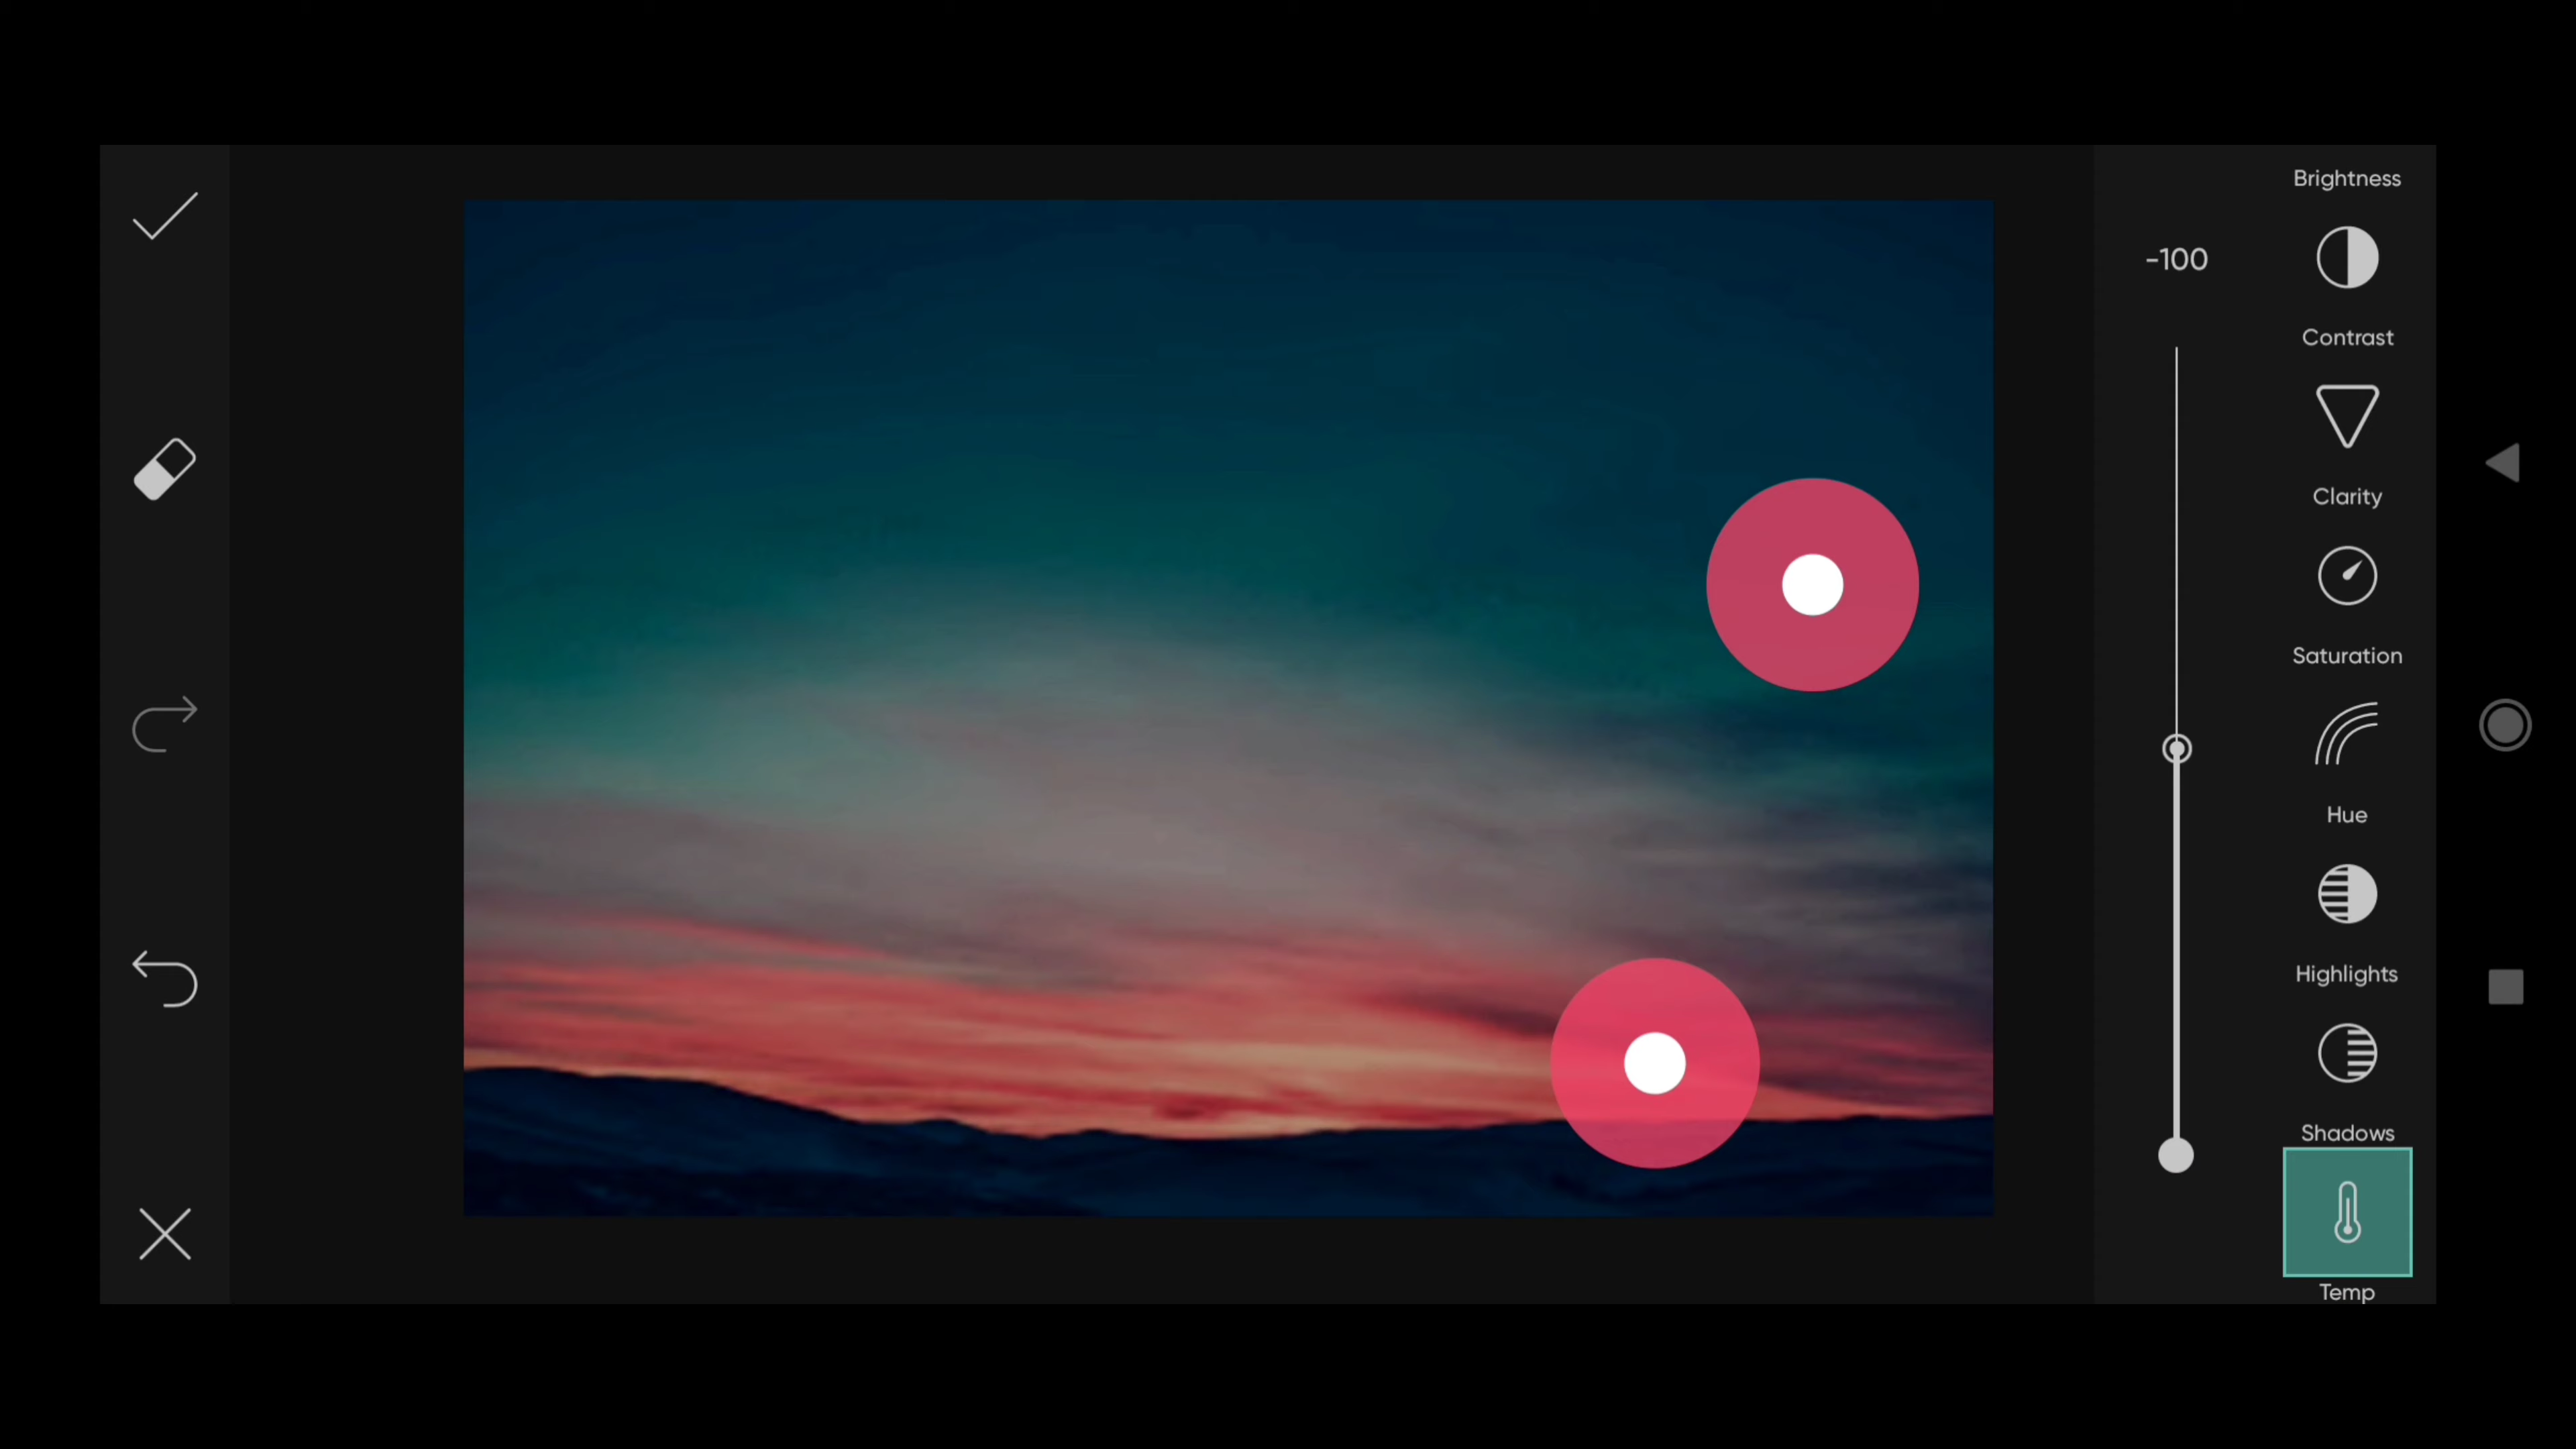 Brightness
-100
Contrast
Clarity
Saturation
Hue
Highlights
Shadows
Temp